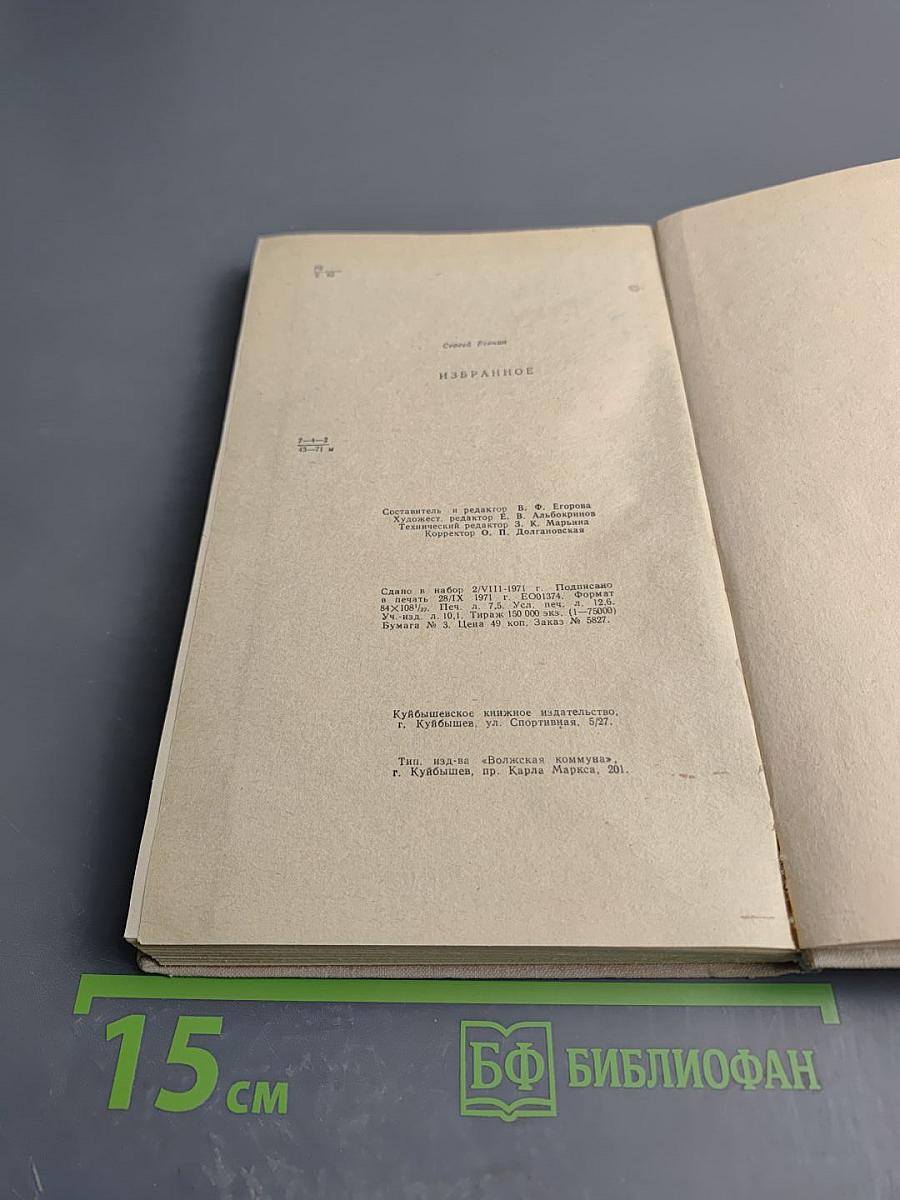 Сергей Есенин
ИЗБРАННОЕ
7—4—2
43—71 м
Составитель и редактор В. Ф. Егорова
Художест. редактор Е. В. Альбокринов
Технический редактор З. К. Марьина
Корректор О. П. Долгановская
Сдано в набор 2/VIII-1971 г. Подписано
в печать 28/IX 1971 г. ЕО01374. Формат
84×108¹/₃₂. Печ. л. 7,5. Усл. печ. л. 12,6.
Уч.-изд. л. 10,1. Тираж 150 000 экз. (1—75000)
Бумага № 3. Цена 49 коп. Заказ № 5827.
Куйбышевское книжное издательство,
г. Куйбышев, ул. Спортивная, 5/27.
Тип. изд-ва «Волжская коммуна»,
г. Куйбышев, пр. Карла Маркса, 201.
15 см
БФ БИБЛИОФАН